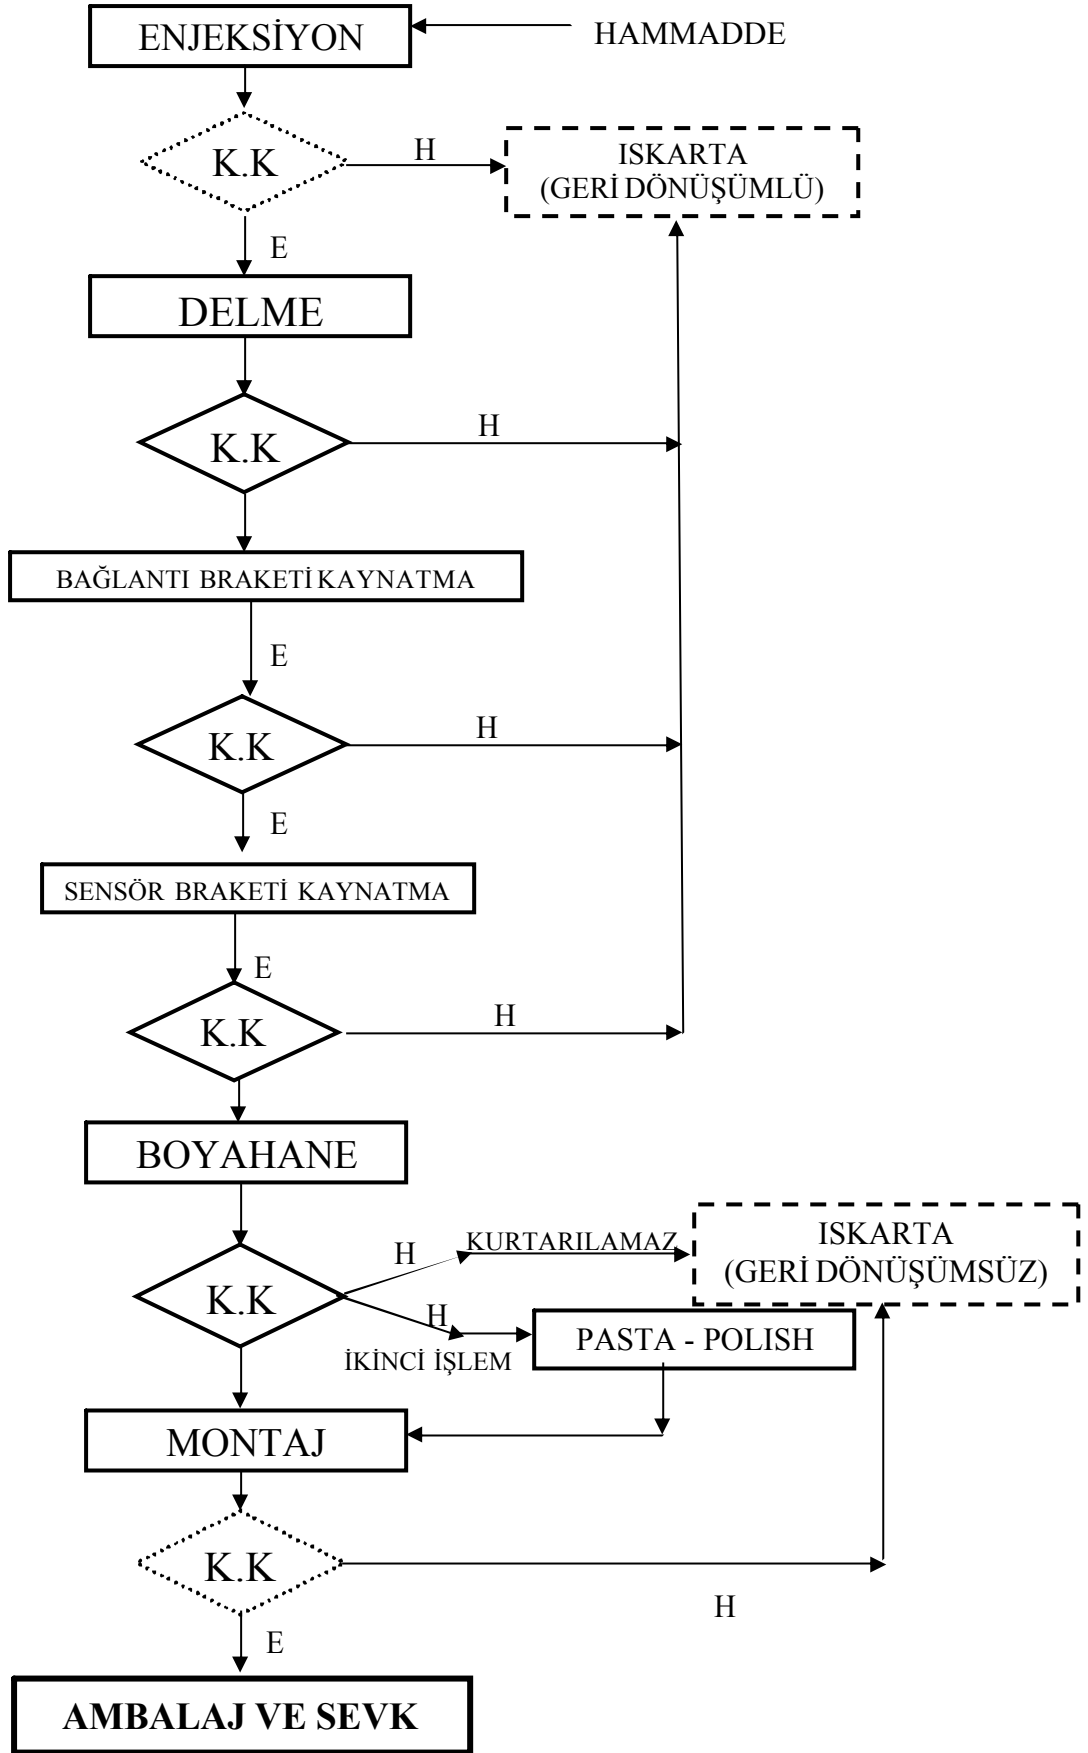 ENJEKSİYON
HAMMADDE
K.K
H
ISKARTA
(GERİ DÖNÜŞÜMLÜ)
E
DELME
K.K
H
BAĞLANTI BRAKETİ KAYNATMA
E
K.K
H
E
SENSÖR BRAKETİ KAYNATMA
E
K.K
H
BOYAHANE
K.K
H
KURTARILAMAZ
ISKARTA
(GERİ DÖNÜŞÜMSÜZ)
H
İKİNCİ İŞLEM
PASTA - POLISH
MONTAJ
K.K
H
E
AMBALAJ VE SEVK